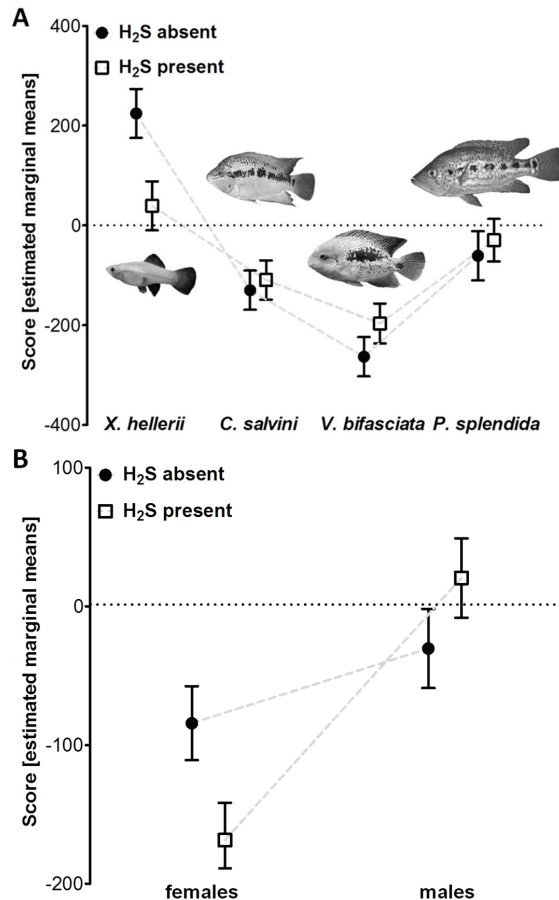 A
400
200
0
-200
-400
Score [estimated marginal means]
H₂S absent
H₂S present
X. hellerii C. salvini V. bifasciata P. splendida
B
100
0
-100
-200
Score [estimated marginal means]
H₂S absent
H₂S present
females males